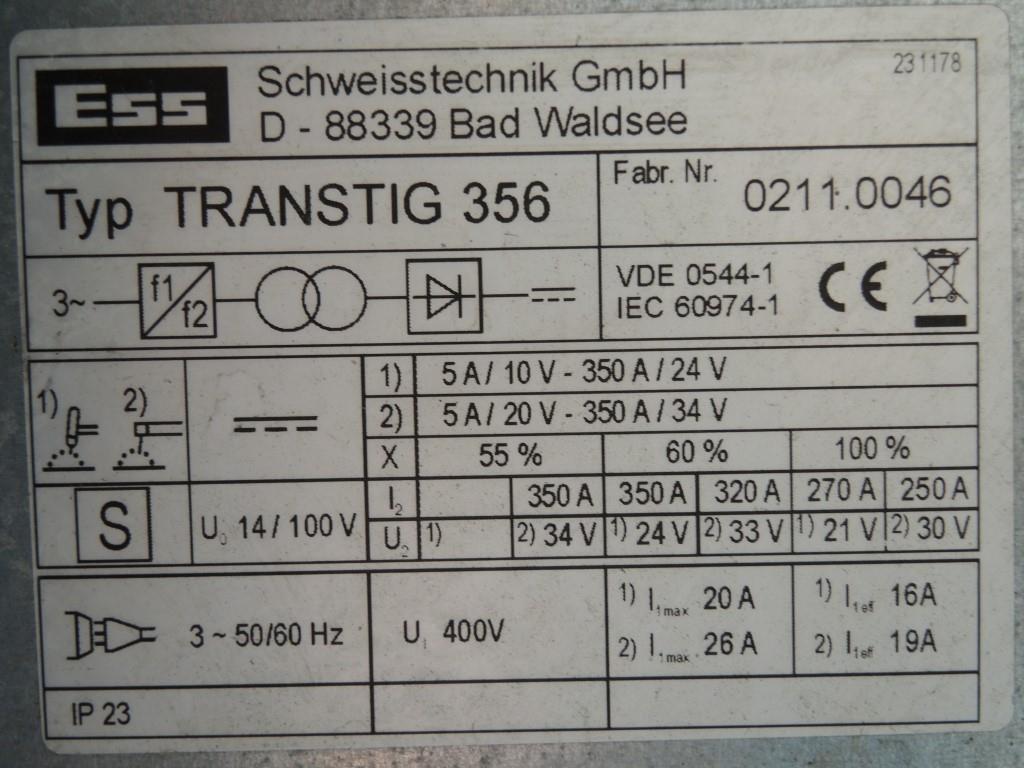 ESS
Schweisstechnik GmbH
D - 88339 Bad Waldsee
231178
Typ TRANSTIG 356
Fabr. Nr. 0211.0046
3~ f1/f2
VDE 0544-1
IEC 60974-1
CE
1) 2)
1) 5 A / 10 V - 350 A / 24 V
2) 5 A / 20 V - 350 A / 34 V
X 55 % 60 % 100 %
S
U₀ 14 / 100 V
I₂ 350 A 350 A 320 A 270 A 250 A
U₂ 1) 2) 34 V 1) 24 V 2) 33 V 1) 21 V 2) 30 V
3 ~ 50/60 Hz
U₁ 400V
1) I₁max 20 A
2) I₁max 26 A
1) I₁eff 16A
2) I₁eff 19A
IP 23